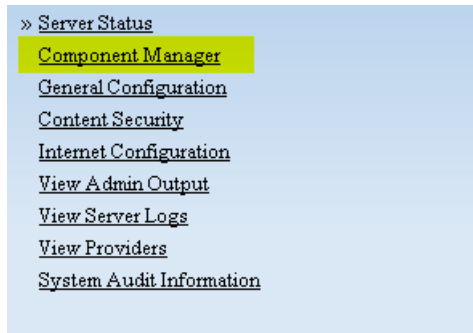 » Server Status
Component Manager
General Configuration
Content Security
Internet Configuration
View Admin Output
View Server Logs
View Providers
System Audit Information